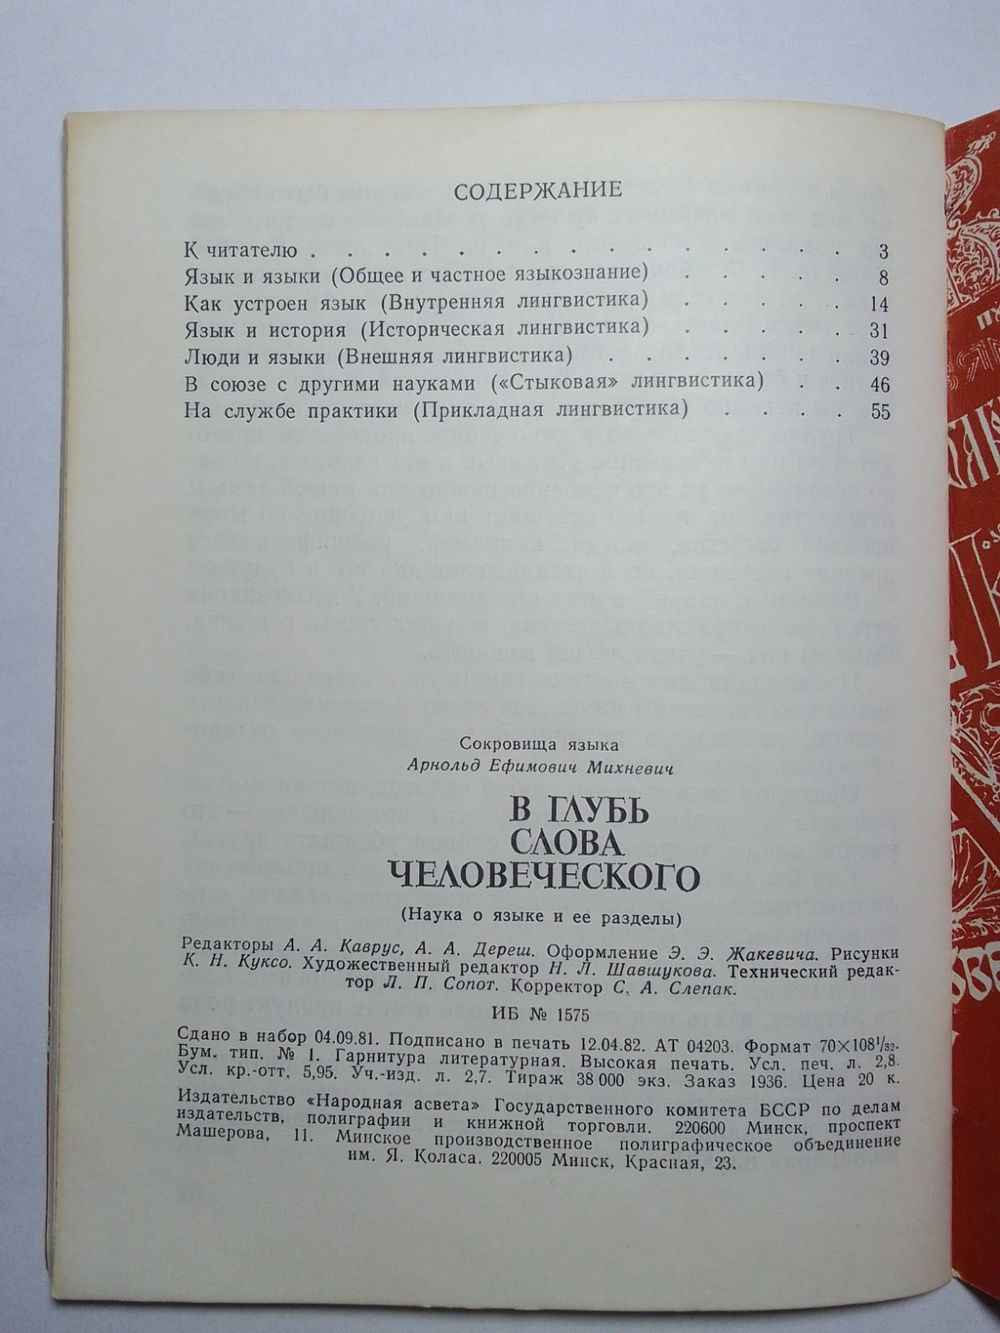 СОДЕРЖАНИЕ
К читателю . . . . . . . . . . . . . . . 3
Язык и языки (Общее и частное языкознание) . . . . . 8
Как устроен язык (Внутренняя лингвистика) . . . . . 14
Язык и история (Историческая лингвистика) . . . . . 31
Люди и языки (Внешняя лингвистика) . . . . . . . 39
В союзе с другими науками («Стыковая» лингвистика) . . 46
На службе практики (Прикладная лингвистика) . . . . 55
Сокровища языка
Арнольд Ефимович Михневич
В ГЛУБЬ
СЛОВА
ЧЕЛОВЕЧЕСКОГО
(Наука о языке и ее разделы)
Редакторы А. А. Каврус, А. А. Дереш. Оформление Э. Э. Жакевича. Рисунки
К. Н. Куксо. Художественный редактор Н. Л. Шавшукова. Технический редак-
тор Л. П. Сопот. Корректор С. А. Слепак.
ИБ № 1575
Сдано в набор 04.09.81. Подписано в печать 12.04.82. АТ 04203. Формат 70×108¹/₃₂.
Бум. тип. № 1. Гарнитура литературная. Высокая печать. Усл. печ. л. 2,8.
Усл. кр.-отт. 5,95. Уч.-изд. л. 2,7. Тираж 38 000 экз. Заказ 1936. Цена 20 к.
Издательство «Народная асвета» Государственного комитета БССР по делам
издательств, полиграфии и книжной торговли. 220600 Минск, проспект
Машерова, 11. Минское производственное полиграфическое объединение
им. Я. Коласа. 220005 Минск, Красная, 23.